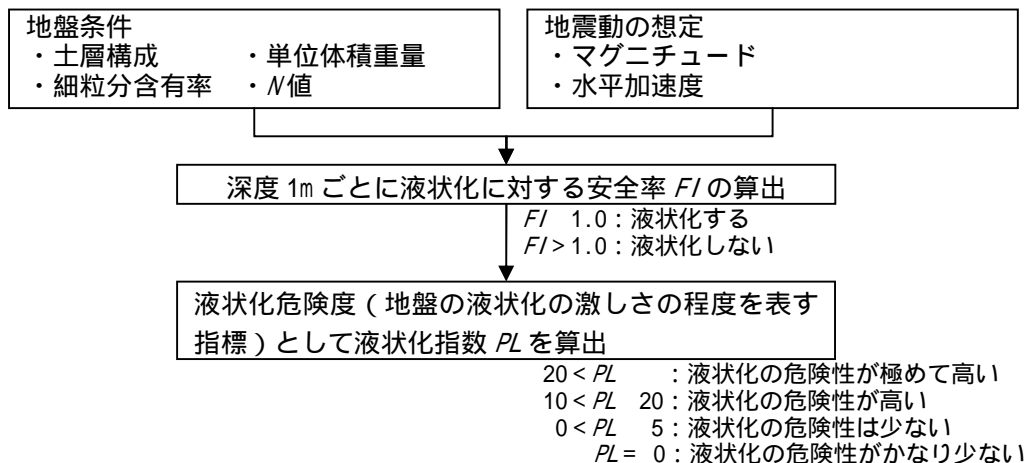 地盤条件
・土層構成 ・単位体積重量
・細粒分含有率 ・N値
地震動の想定
・マグニチュード
・水平加速度
深度 1m ごとに液状化に対する安全率 Fl の算出
Fl 1.0：液状化する
Fl＞1.0：液状化しない
液状化危険度（地盤の液状化の激しさの程度を表す
指標）として液状化指数 PL を算出
20＜PL ：液状化の危険性が極めて高い
10＜PL 20：液状化の危険性が高い
0＜PL 5：液状化の危険性は少ない
PL= 0：液状化の危険性がかなり少ない